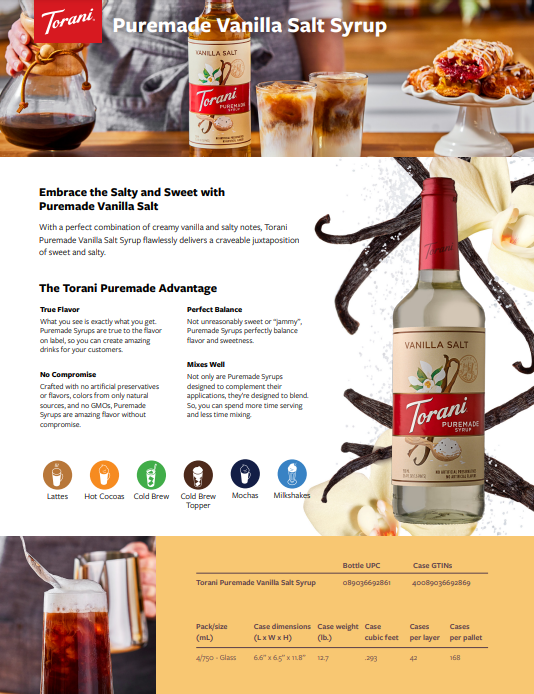 Torani
Puremade Vanilla Salt Syrup
VANILLA SALT
Torani
PUREMADE
SYRUP
Embrace the Salty and Sweet with
Puremade Vanilla Salt
With a perfect combination of creamy vanilla and salty notes, Torani
Puremade Vanilla Salt Syrup flawlessly delivers a craveable juxtaposition
of sweet and salty.
The Torani Puremade Advantage
True Flavor
What you see is exactly what you get.
Puremade Syrups are true to the flavor
on label, so you can create amazing
drinks for your customers.
No Compromise
Crafted with no artificial preservatives
or flavors, colors from only natural
sources, and no GMOs, Puremade
Syrups are amazing flavor without
compromise.
Perfect Balance
Not unreasonably sweet or “jammy”,
Puremade Syrups perfectly balance
flavor and sweetness.
Mixes Well
Not only are Puremade Syrups
designed to complement their
applications, they’re designed to blend.
So, you can spend more time serving
and less time mixing.
VANILLA SALT
Torani
PUREMADE
SYRUP
Lattes Hot Cocoas Cold Brew Cold Brew Topper Mochas Milkshakes
Bottle UPC Case GTINs
Torani Puremade Vanilla Salt Syrup 089036692861 40089036692869
Pack/size (mL) Case dimensions (L x W x H) Case weight (lb.) Case cubic feet Cases per layer Cases per pallet
4/750 - Glass 6.6" x 6.5" x 11.8" 12.7 .293 42 168